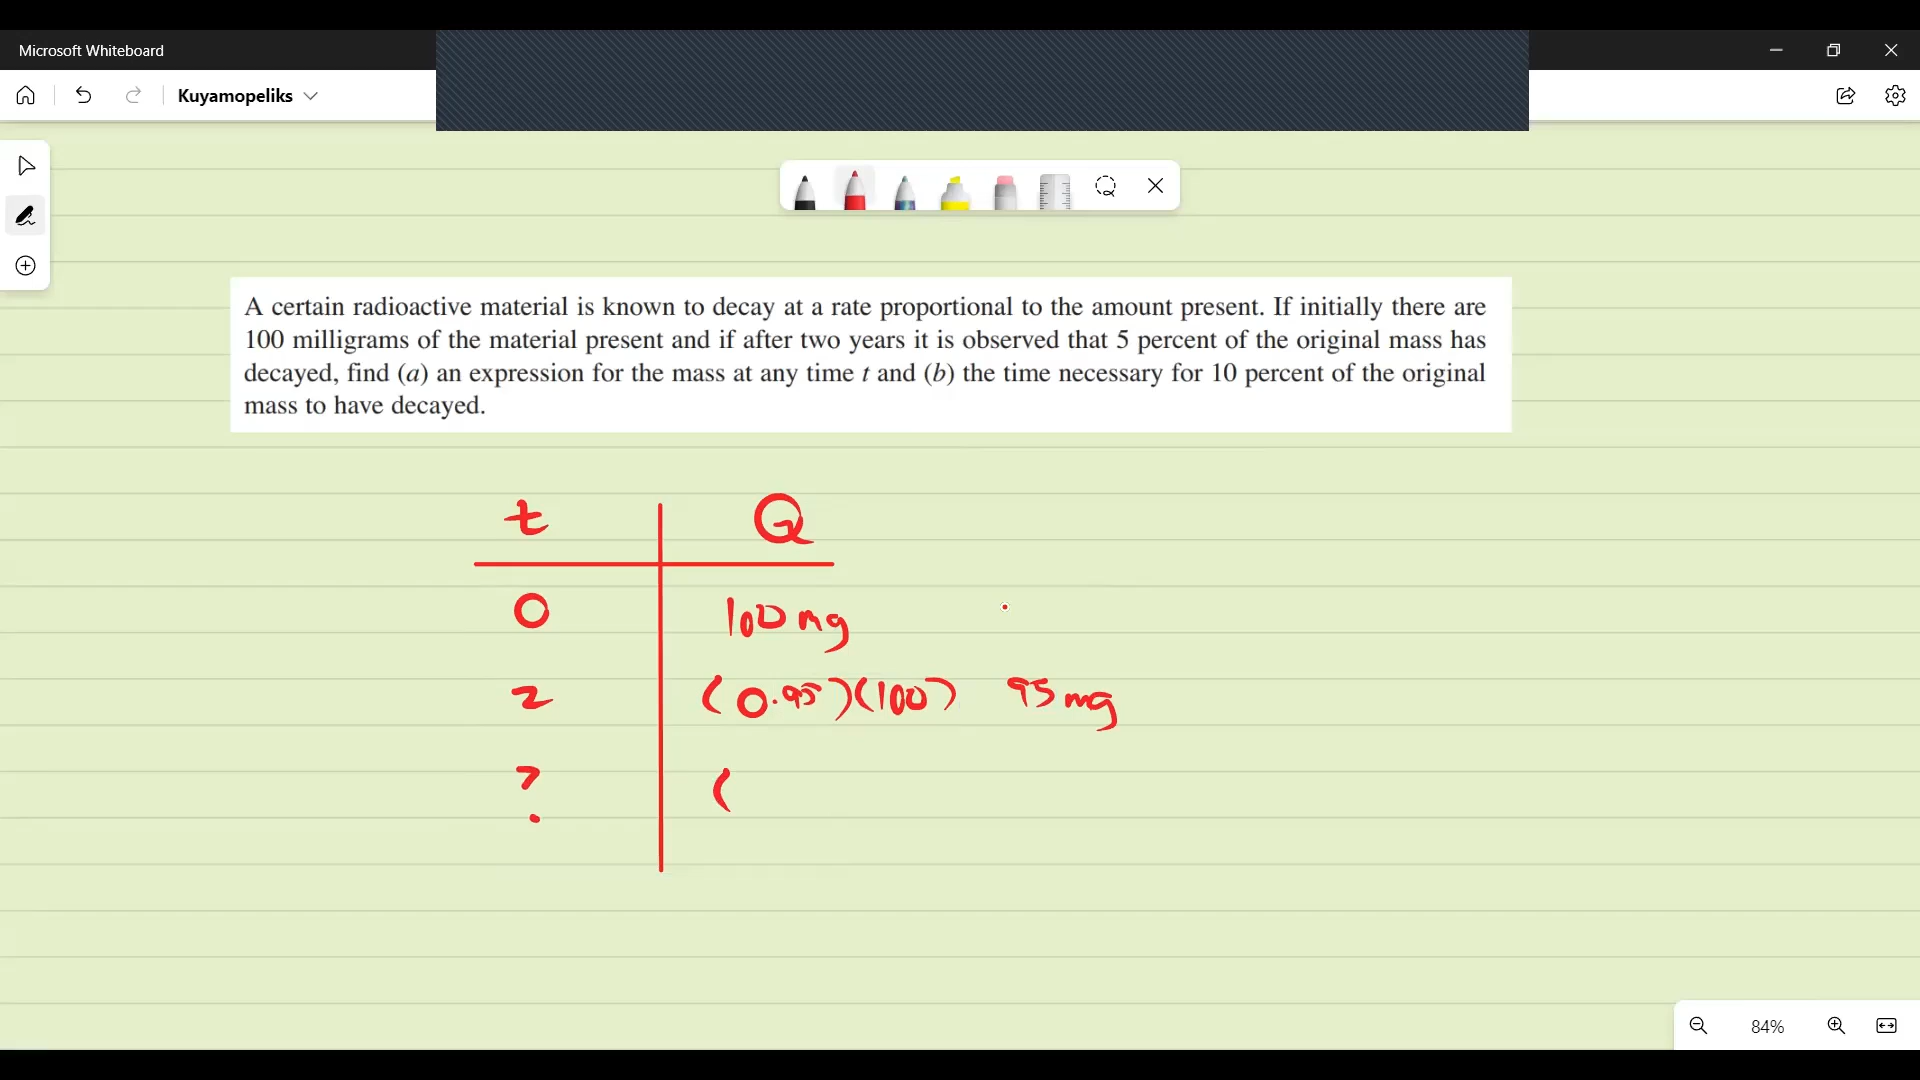 Microsoft Whiteboard
Kuyamopeliks
A certain radioactive material is known to decay at a rate proportional to the amount present. If initially there are
100 milligrams of the material present and if after two years it is observed that 5 percent of the original mass has
decayed, find (a) an expression for the mass at any time t and (b) the time necessary for 10 percent of the original
mass to have decayed.
t Q
0 100 mg
2 (0.95)(100) 95 mg
? (
84%